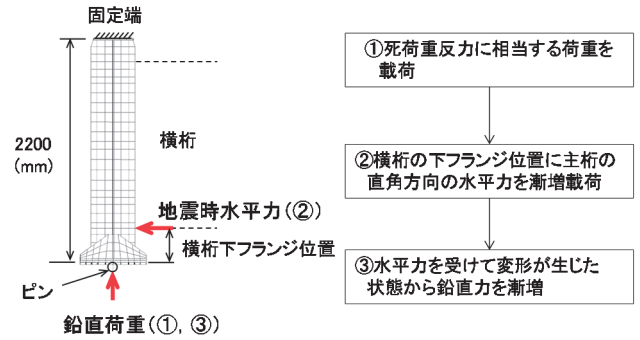 固定端
2200
(mm)
横桁
地震時水平力(②)
横桁下フランジ位置
ピン
鉛直荷重(①, ③)
①死荷重反力に相当する荷重を
載荷
②横桁の下フランジ位置に主桁の
直角方向の水平力を漸増載荷
③水平力を受けて変形が生じた
状態から鉛直力を漸増